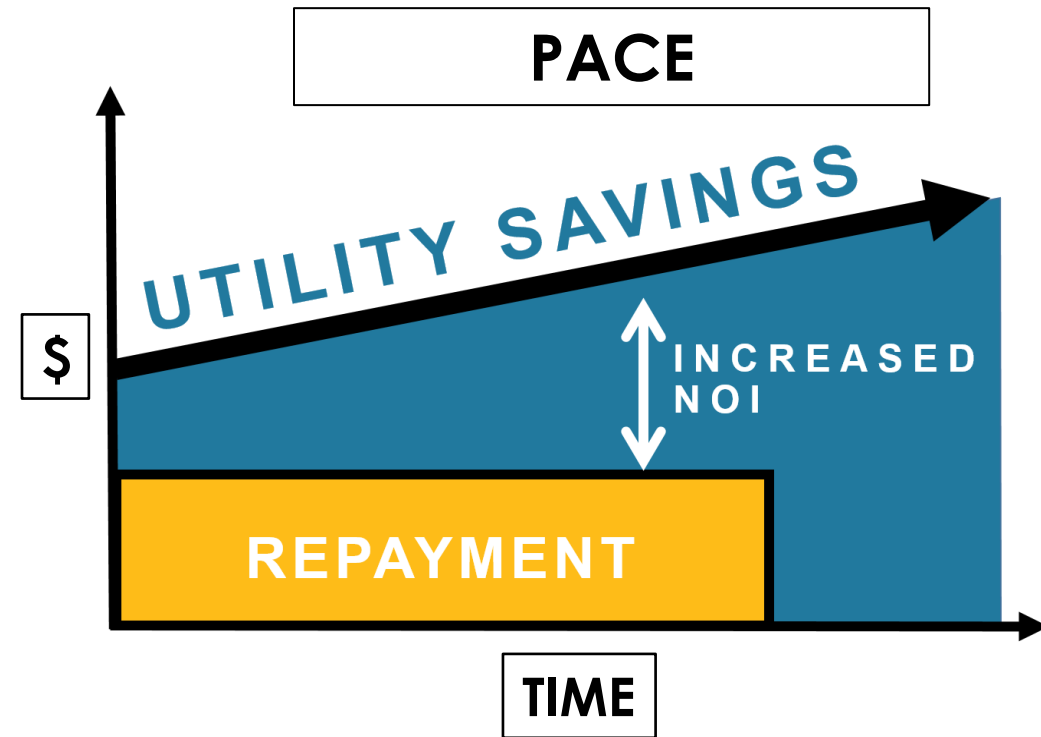 PACE
UTILITY SAVINGS
$
INCREASED
NOI
REPAYMENT
TIME